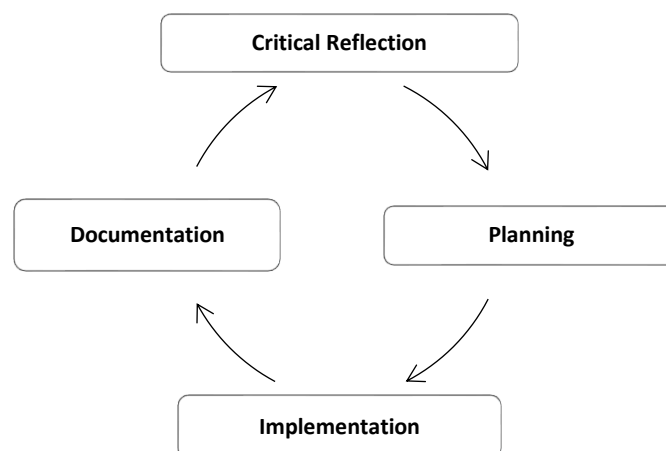 Critical Reflection
Documentation
Planning
Implementation